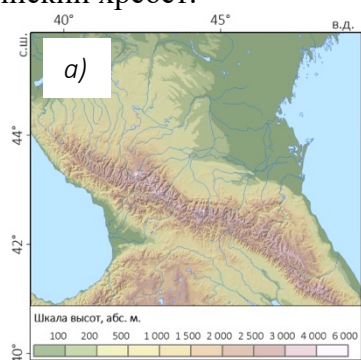 инский хребет.
40° 45° в.д.
с.ш.
а)
44°
42°
40°
Шкала высот, абс. м.
100 200 500 1 000 1 500 2 000 2 500 3 000 4 000 6 000